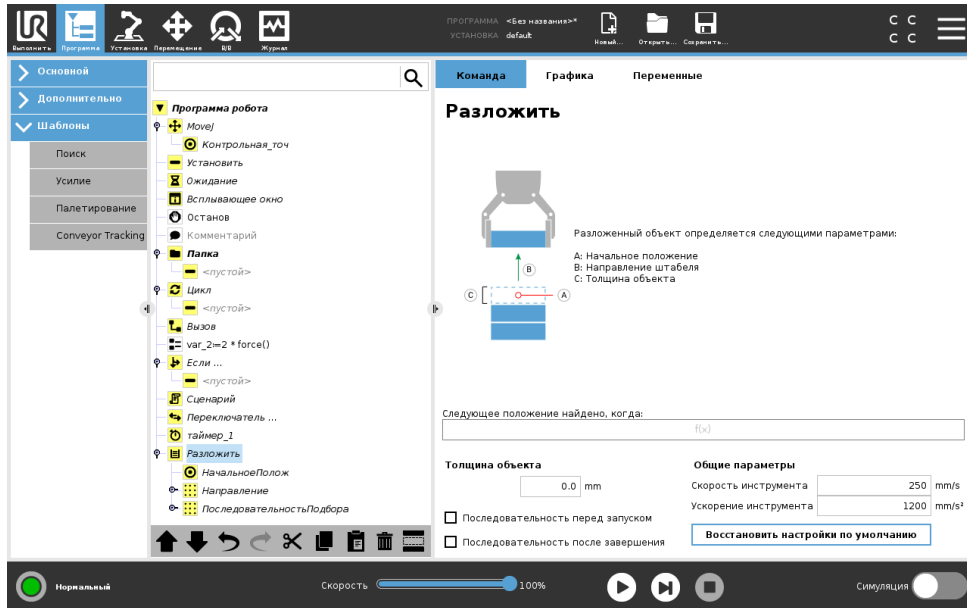 ПРОГРАММА <Без названия>*
УСТАНОВКА default
Выполнить Программа Установка Перемещение В/В Журнал
Новый... Открыть... Сохранить...
C C
C C
Основной
Дополнительно
Шаблоны
Поиск
Усилие
Палетирование
Conveyor Tracking
Программа робота
MoveJ
Контрольная_точ
Установить
Ожидание
Всплывающее окно
Останов
Комментарий
Папка
<пустой>
Цикл
<пустой>
Вызов
var_2≔2 * force()
Если ...
<пустой>
Сценарий
Переключатель ...
таймер_1
Разложить
НачальноеПолож
Направление
ПоследовательностьПодбора
Команда Графика Переменные
Разложить
B
C
A
Разложенный объект определяется следующими параметрами:
A: Начальное положение
B: Направление штабеля
C: Толщина объекта
Следующее положение найдено, когда:
f(x)
Толщина объекта
0.0 mm
Последовательность перед запуском
Последовательность после завершения
Общие параметры
Скорость инструмента 250 mm/s
Ускорение инструмента 1200 mm/s²
Восстановить настройки по умолчанию
Нормальный
Скорость 100%
Симуляция